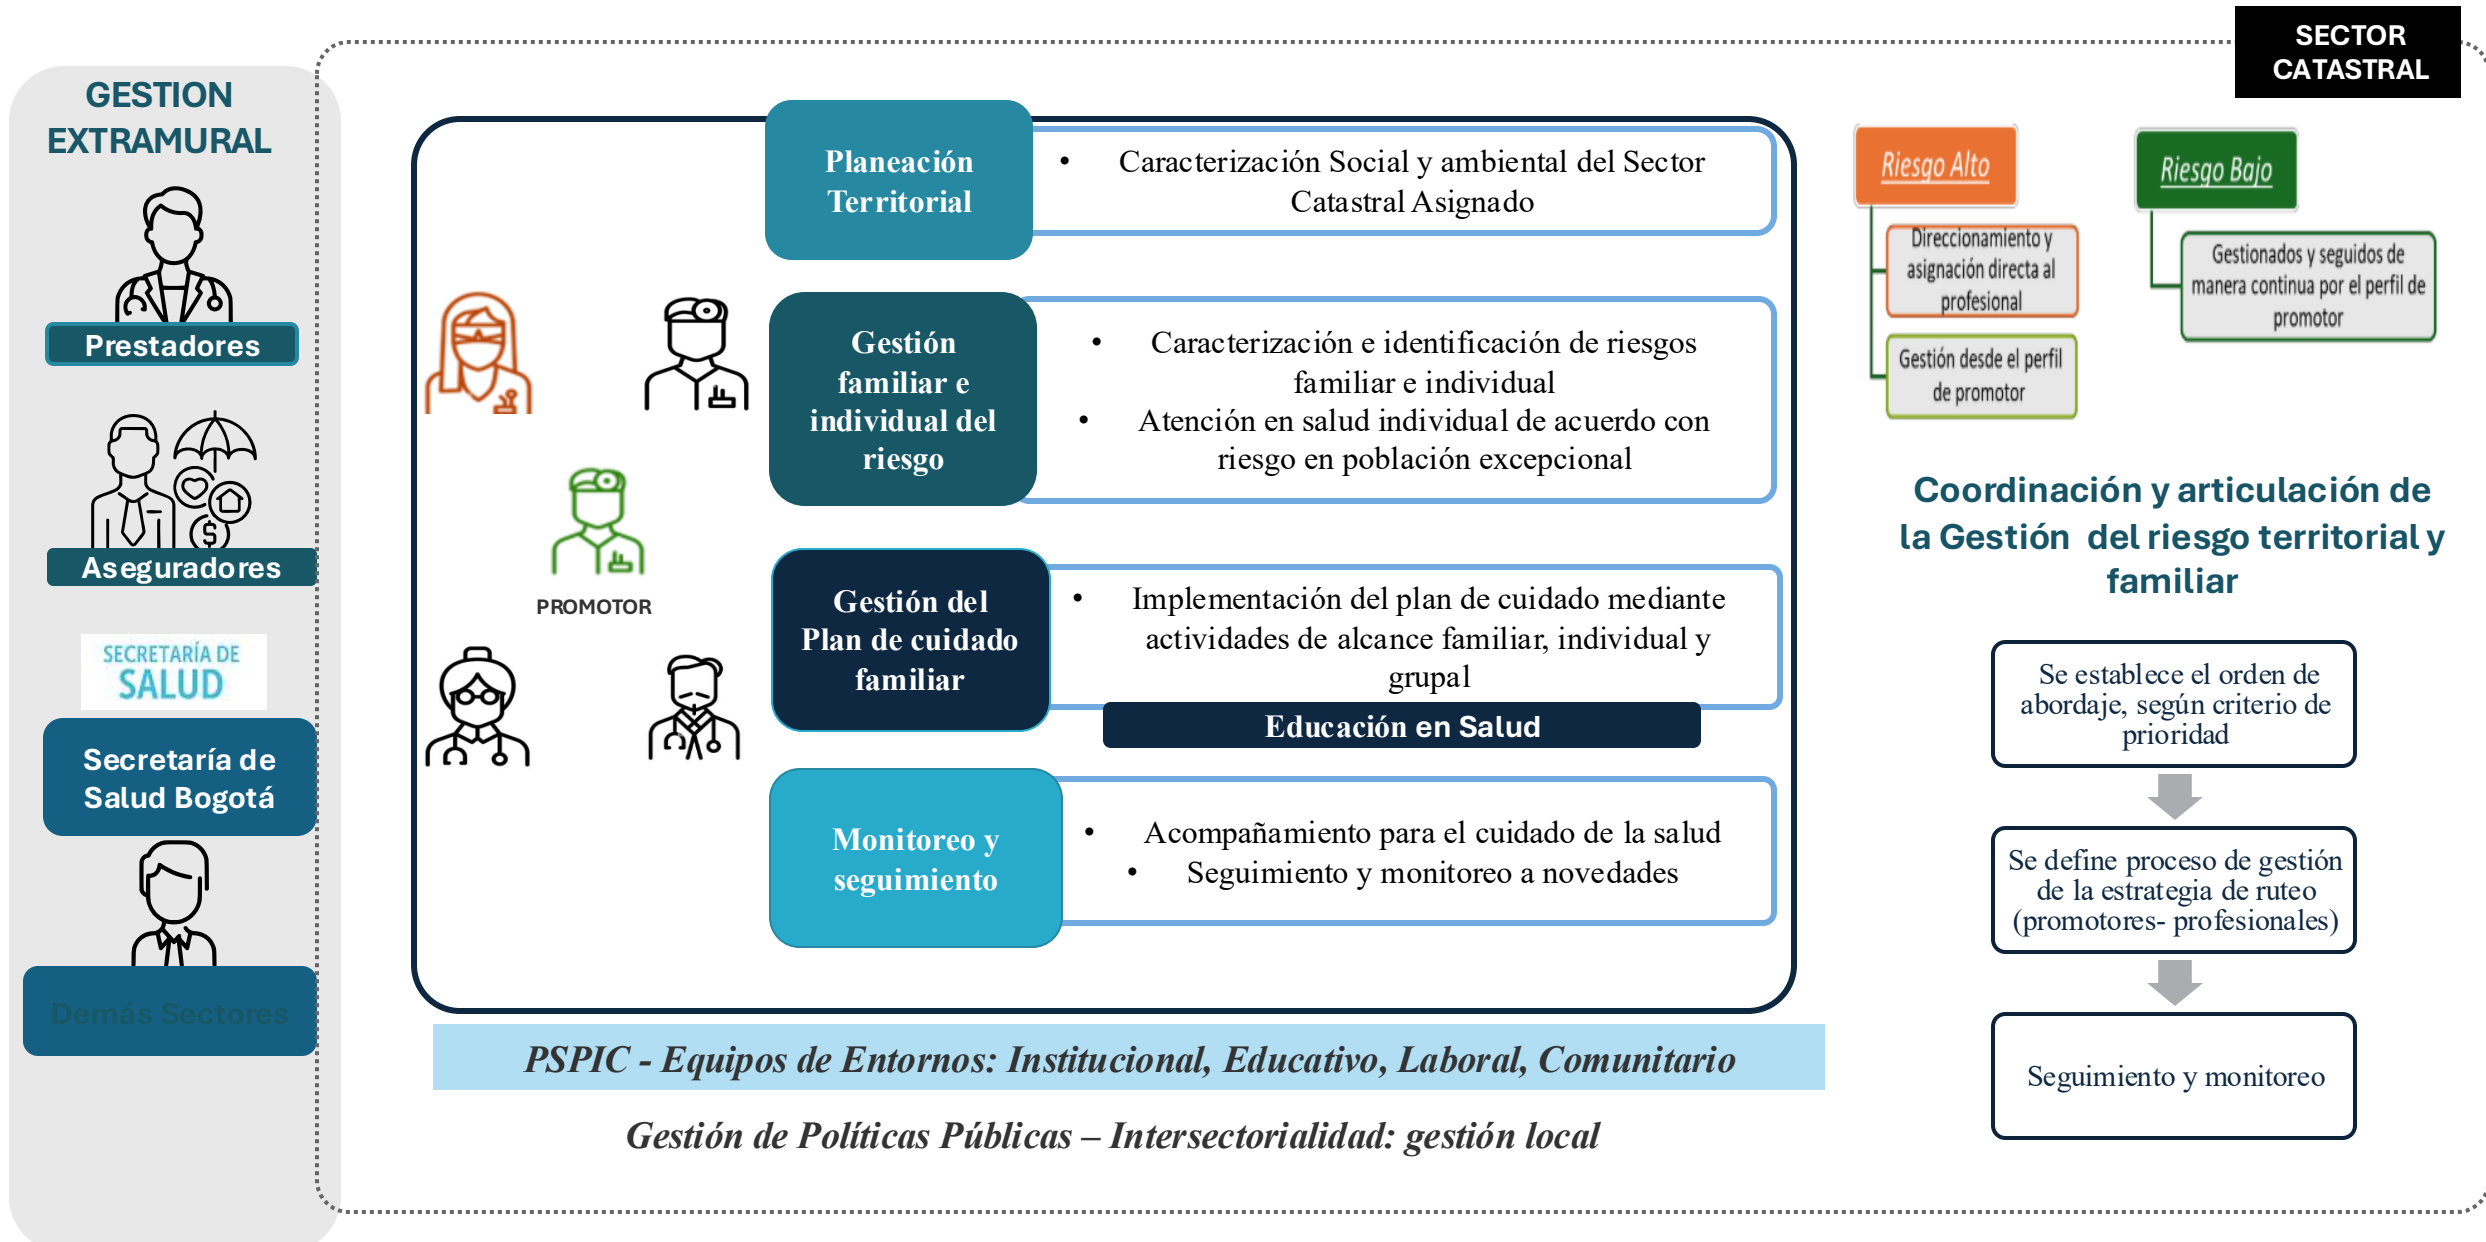 SECTOR
CATASTRAL
GESTION
EXTRAMURAL
Prestadores
Aseguradores
SECRETARÍA DE
SALUD
Secretaría de
Salud Bogotá
Demás Sectores
PROMOTOR
Planeación
Territorial
• Caracterización Social y ambiental del Sector
Catastral Asignado
Gestión
familiar e
individual del
riesgo
• Caracterización e identificación de riesgos
familiar e individual
• Atención en salud individual de acuerdo con
riesgo en población excepcional
Gestión del
Plan de cuidado
familiar
• Implementación del plan de cuidado mediante
actividades de alcance familiar, individual y
grupal
Educación en Salud
Monitoreo y
seguimiento
• Acompañamiento para el cuidado de la salud
• Seguimiento y monitoreo a novedades
PSPIC - Equipos de Entornos: Institucional, Educativo, Laboral, Comunitario
Gestión de Políticas Públicas – Intersectorialidad: gestión local
Riesgo Alto
Direccionamiento y
asignación directa al
profesional
Gestión desde el perfil
de promotor
Riesgo Bajo
Gestionados y seguidos de
manera continua por el perfil de
promotor
Coordinación y articulación de
la Gestión del riesgo territorial y
familiar
Se establece el orden de
abordaje, según criterio de
prioridad
Se define proceso de gestión
de la estrategia de ruteo
(promotores- profesionales)
Seguimiento y monitoreo